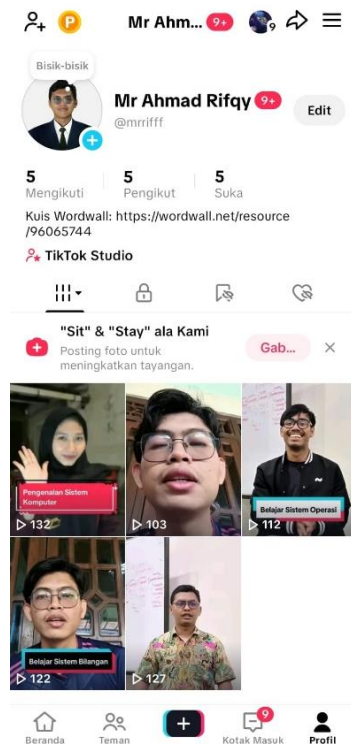 P
Mr Ahm... 9+
9
Bisik-bisik
Mr Ahmad Rifqy 9+
@mrrifff
Edit
5 5 5
Mengikuti Pengikut Suka
Kuis Wordwall: https://wordwall.net/resource
/96065744
TikTok Studio
"Sit" & "Stay" ala Kami
Posting foto untuk
meningkatkan tayangan.
Gab...
Pengenalan Sistem
Komputer
132
103
Belajar Sistem Operasi
112
Belajar Sistem Bilangan
122
127
Beranda
Teman
9
Kotak Masuk
Profil